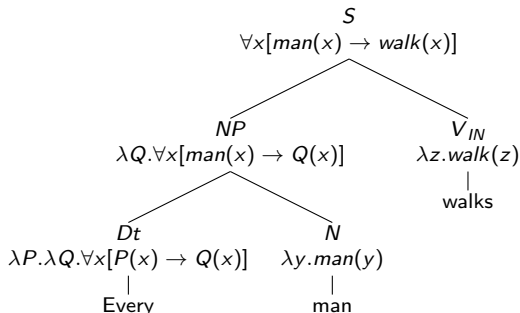 S
∀x[man(x) → walk(x)]
NP V_IN
λQ.∀x[man(x) → Q(x)] λz.walk(z)
walks
Dt N
λP.λQ.∀x[P(x) → Q(x)] λy.man(y)
Every man